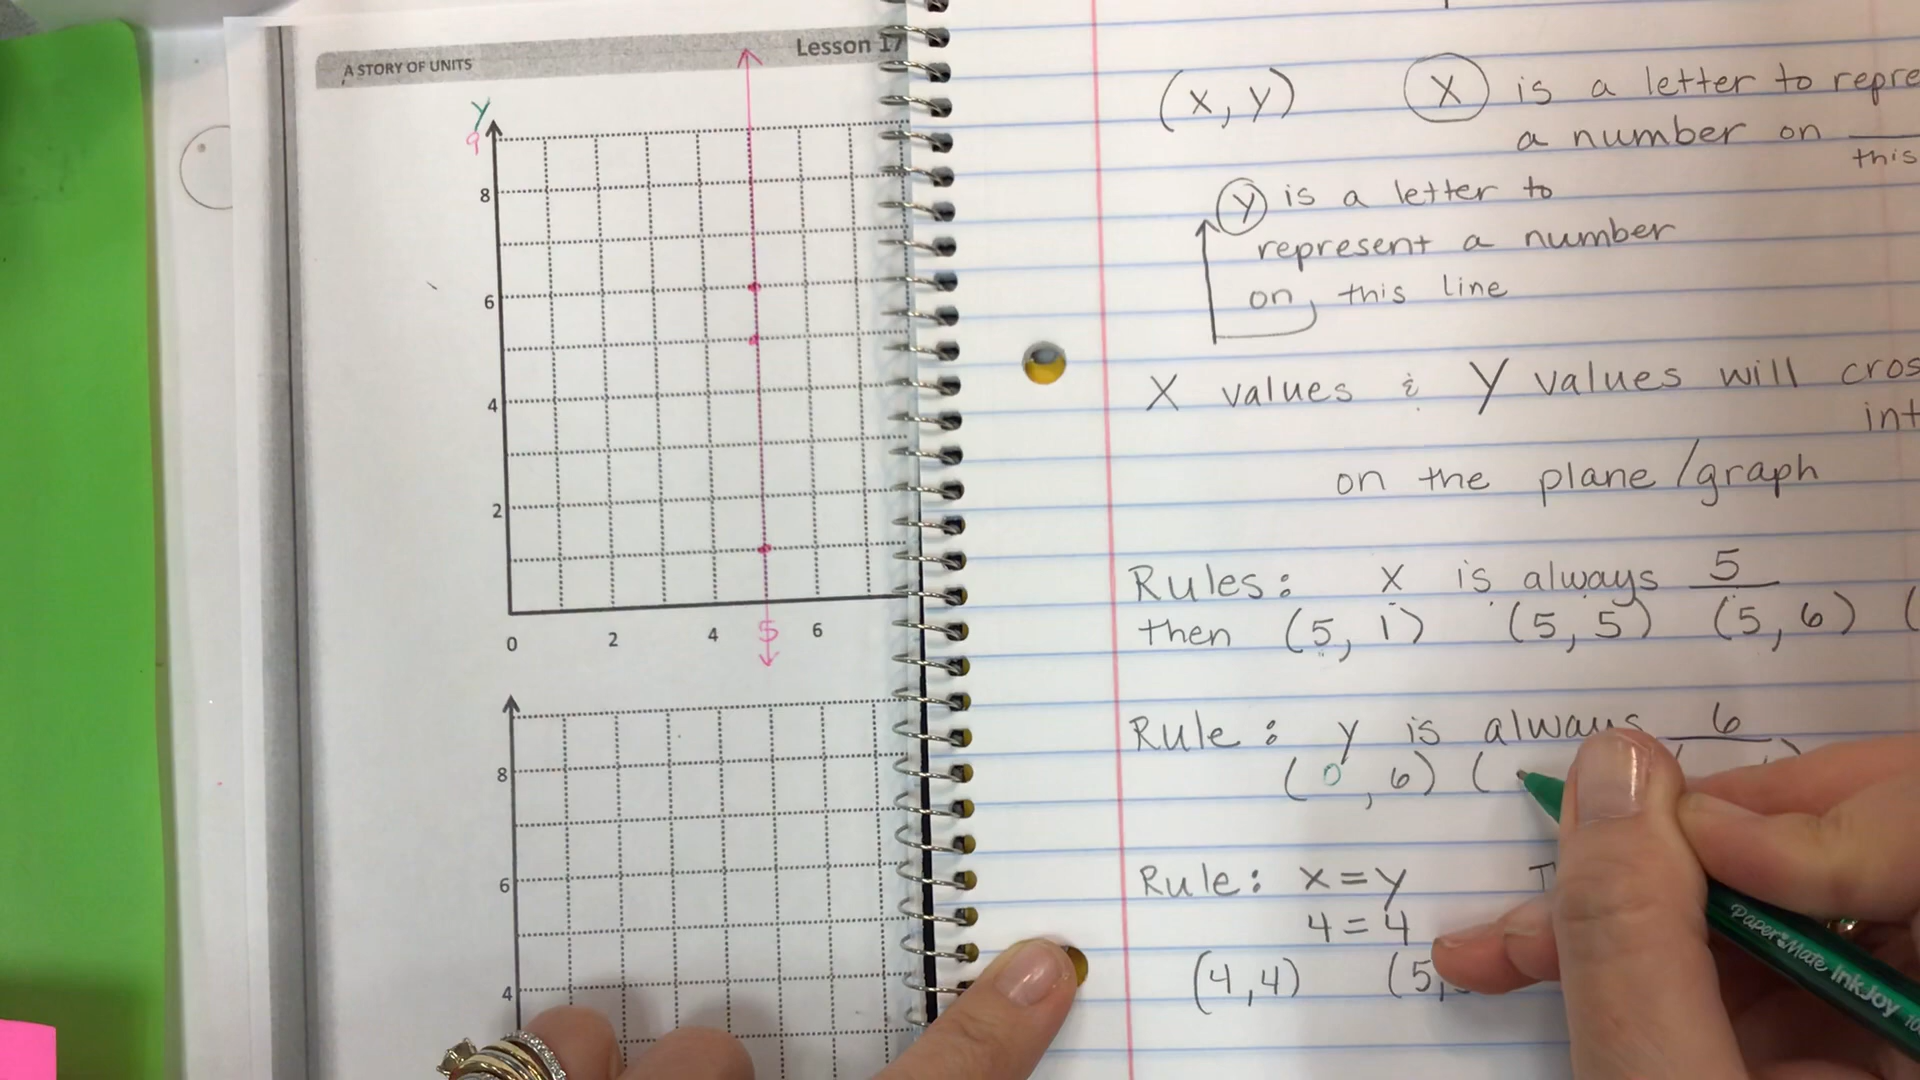 A STORY OF UNITS
Lesson 17
Y
9
8
6
4
2
0 2 4 5 6
8
6
4
(x, y) X is a letter to repre
a number on
this
y is a letter to
represent a number
on, this line
X values & Y values will cros
int
on the plane/graph
Rules: X is always 5
then (5, 1) (5, 5) (5, 6) (
Rule: y is always 6
(0, 6) (
Rule: x=y
4=4
(4,4) (5,
PaperMate InkJoy